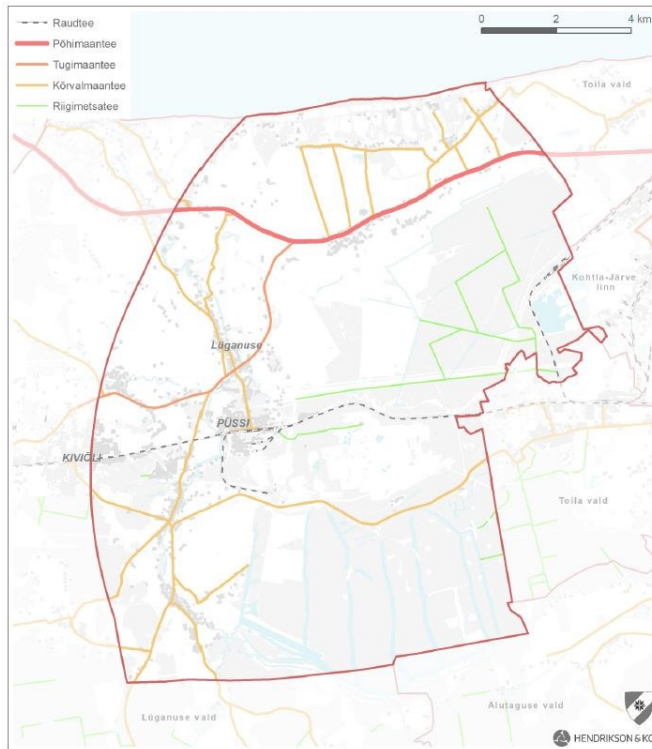 Raudtee
Põhimaantee
Tugimaantee
Kõrvalmaantee
Riigimetsatee
0 2 4 km
Toila vald
Kohtla-Järve
linn
Lüganuse
PÜSSI
KIVIÕLI
Toila vald
Lüganuse vald
Alutaguse vald
HENDRIKSON & KO